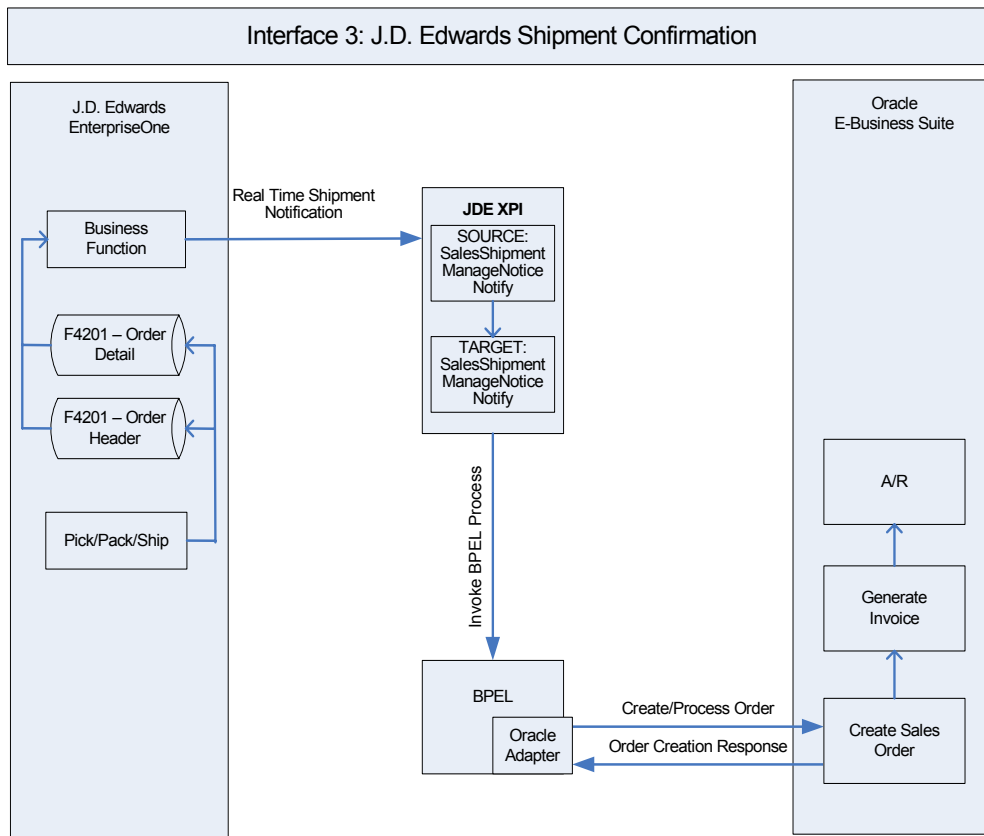 Interface 3: J.D. Edwards Shipment Confirmation
J.D. Edwards
EnterpriseOne
Business
Function
F4201 – Order
Detail
F4201 – Order
Header
Pick/Pack/Ship
Real Time Shipment
Notification
JDE XPI
SOURCE:
SalesShipment
ManageNotice
Notify
TARGET:
SalesShipment
ManageNotice
Notify
Invoke BPEL Process
BPEL
Oracle
Adapter
Create/Process Order
Order Creation Response
Oracle
E-Business Suite
A/R
Generate
Invoice
Create Sales
Order